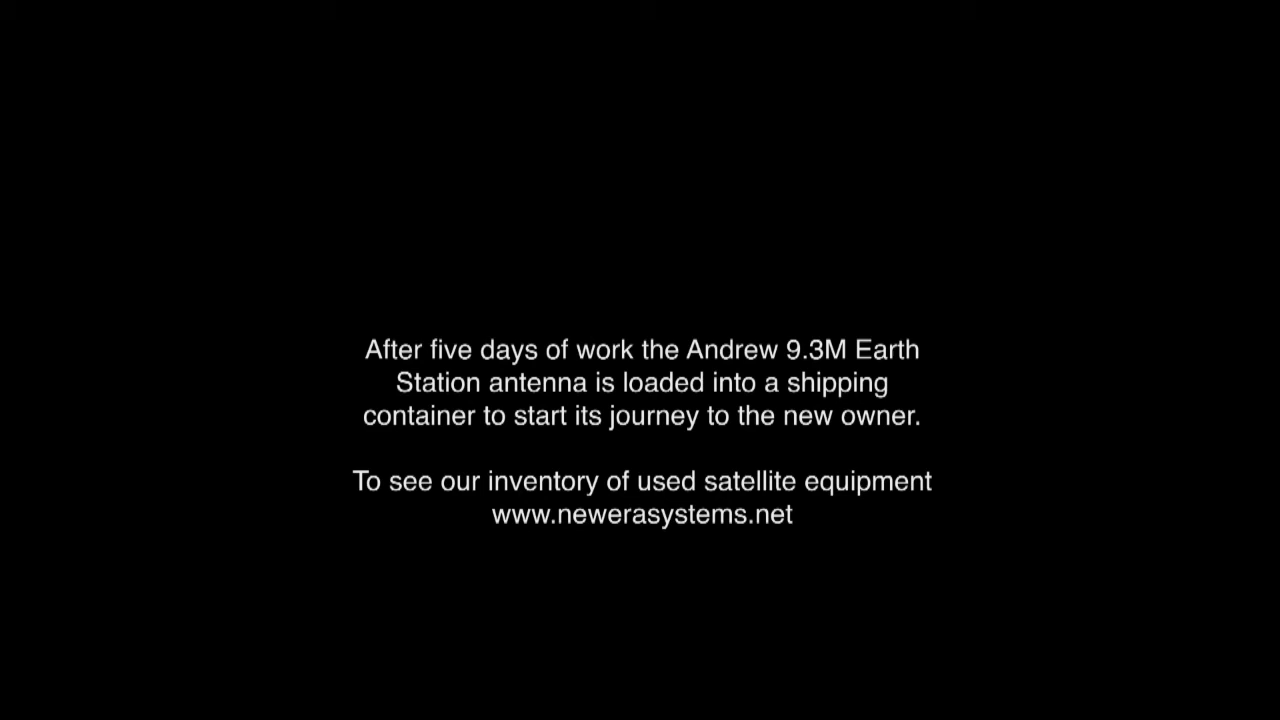 After five days of work the Andrew 9.3M Earth
Station antenna is loaded into a shipping
container to start its journey to the new owner.
To see our inventory of used satellite equipment
www.newerasystems.net